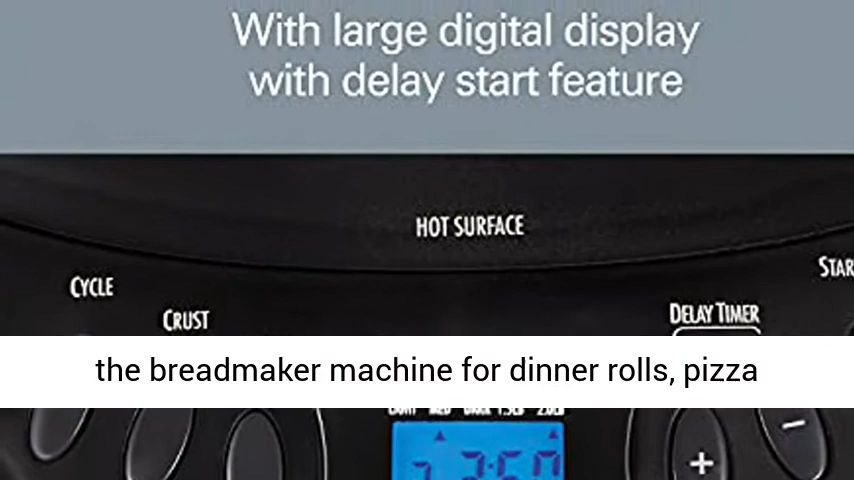 With large digital display
with delay start feature
HOT SURFACE
CYCLE
CRUST
DELAY TIMER
the breadmaker machine for dinner rolls, pizza
+
-